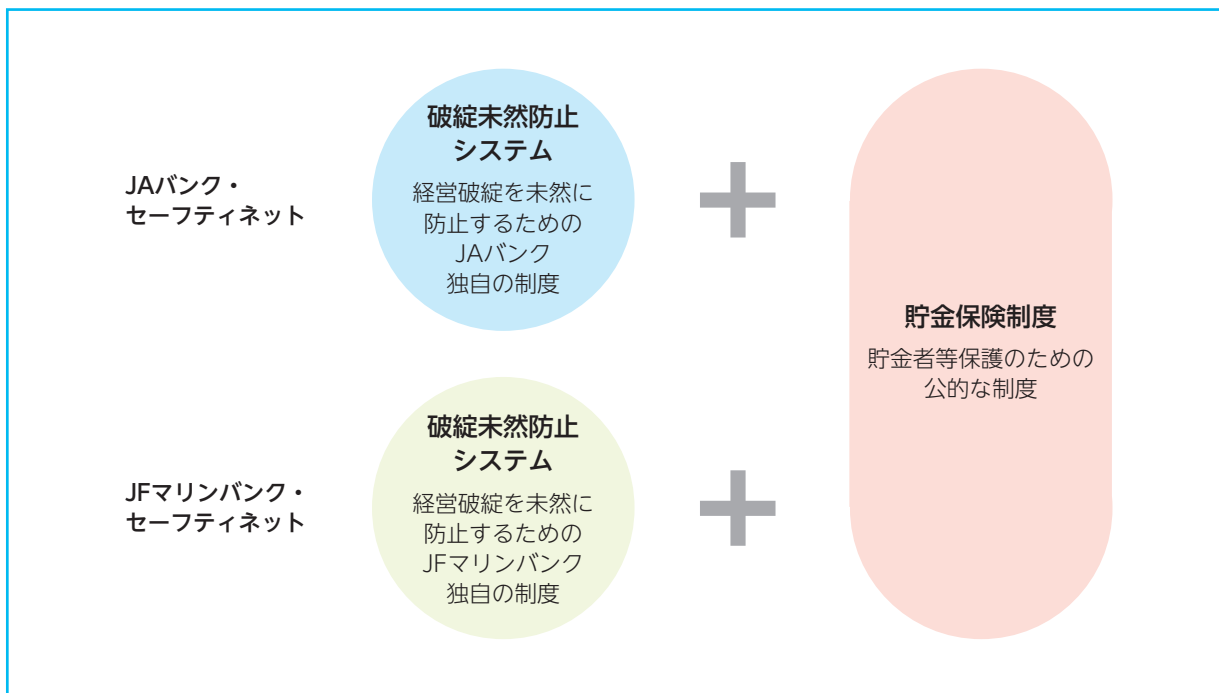 JAバンク・
セーフティネット
破綻未然防止
システム
経営破綻を未然に
防止するための
JAバンク
独自の制度
JFマリンバンク・
セーフティネット
破綻未然防止
システム
経営破綻を未然に
防止するための
JFマリンバンク
独自の制度
貯金保険制度
貯金者等保護のための
公的な制度